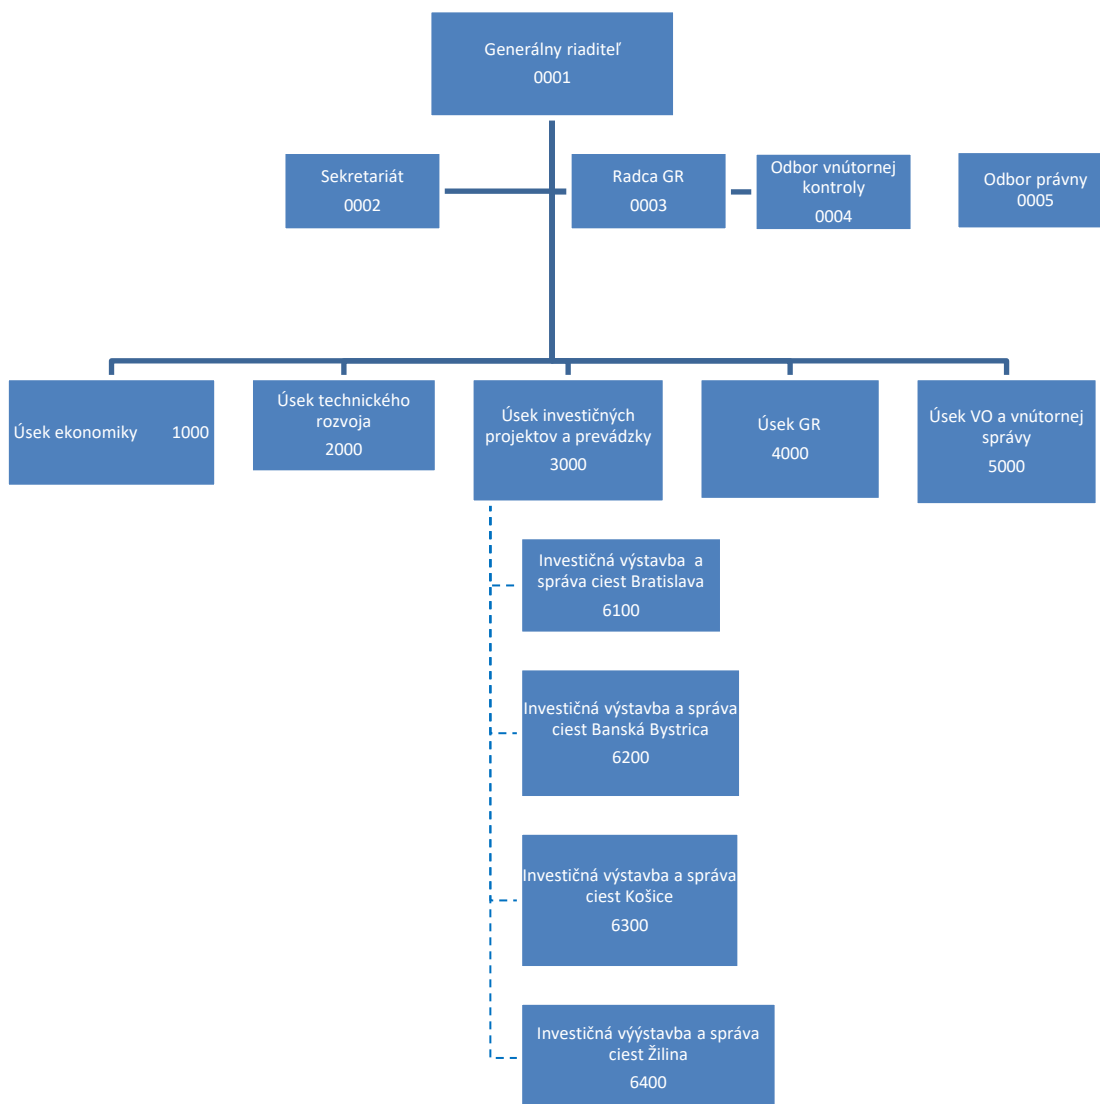 Generálny riaditeľ
0001
Sekretariát
0002
Radca GR
0003
Odbor vnútornej
kontroly
0004
Odbor právny
0005
Úsek ekonomiky 1000
Úsek technického
rozvoja
2000
Úsek investičných
projektov a prevádzky
3000
Úsek GR
4000
Úsek VO a vnútornej
správy
5000
Investičná výstavba a
správa ciest Bratislava
6100
Investičná výstavba a správa
ciest Banská Bystrica
6200
Investičná výstavba a správa
ciest Košice
6300
Investičná výýstavba a správa
ciest Žilina
6400